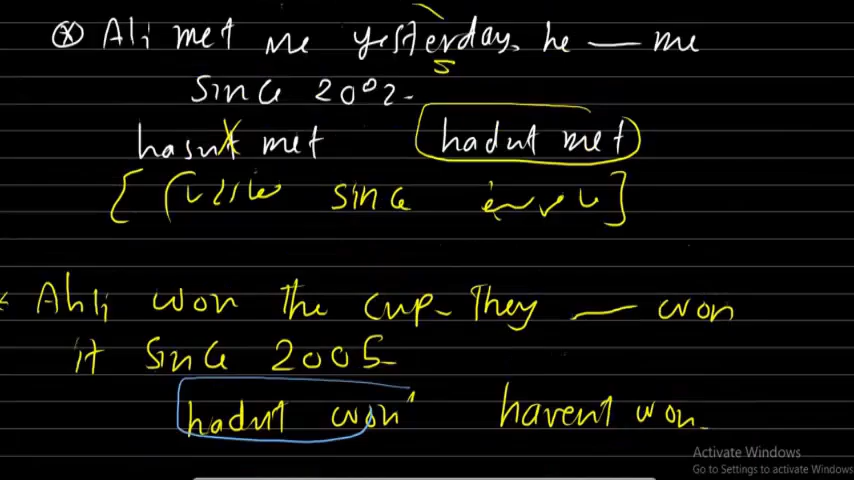 Ali met me yesterday. he — me
since 2002.
hasn't met hadn't met
[ ( since ]
Ahli won the cup. They — won
it since 2005
hadn't won haven't won
Activate Windows
Go to Settings to activate Windows.